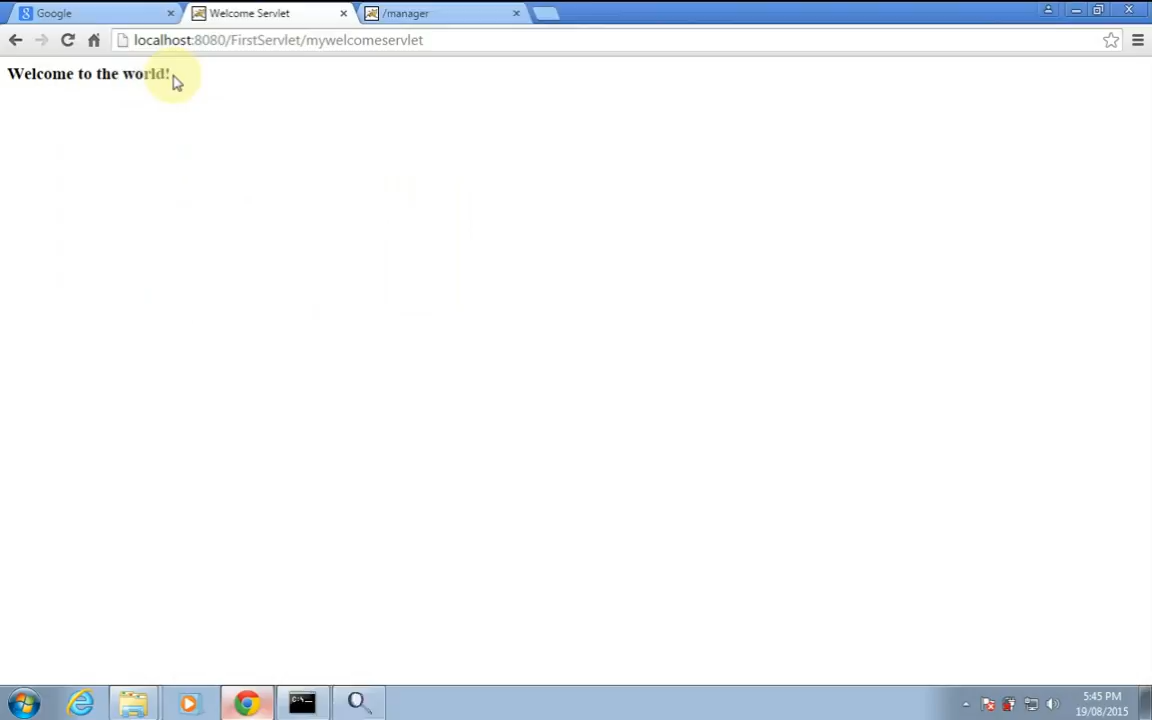 Google
Welcome Servlet
/manager
localhost:8080/FirstServlet/mywelcomeservlet
Welcome to the world!
C:\.
5:45 PM
19/08/2015